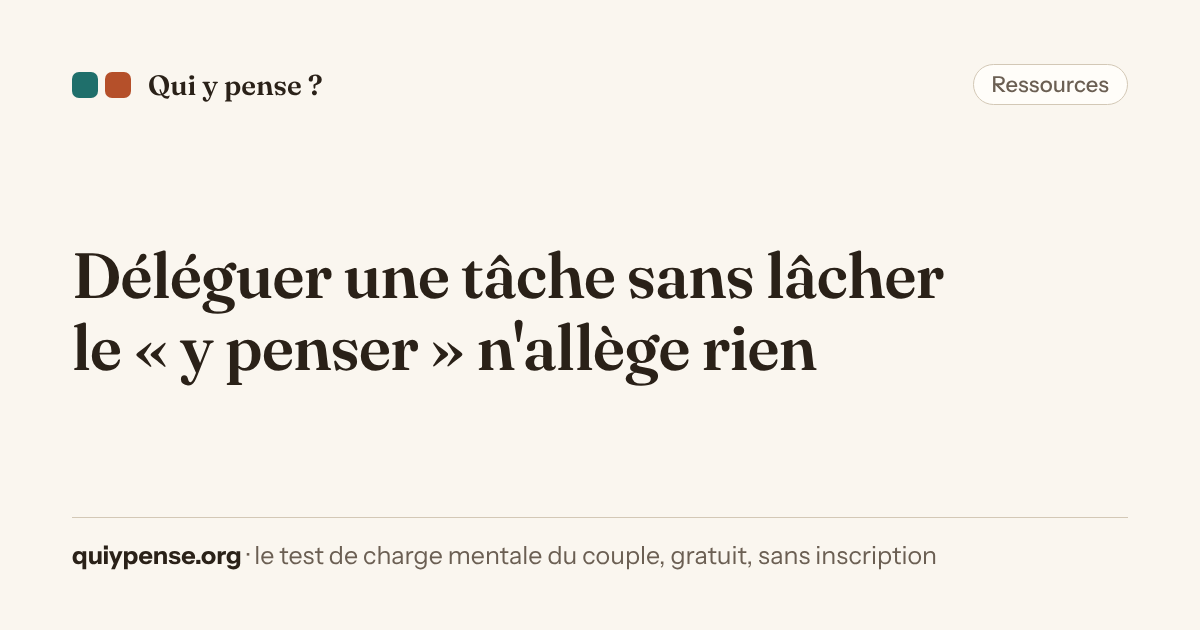 Qui y pense ?
Ressources
Déléguer une tâche sans lâcher
le « y penser » n'allège rien
quiypense.org · le test de charge mentale du couple, gratuit, sans inscription